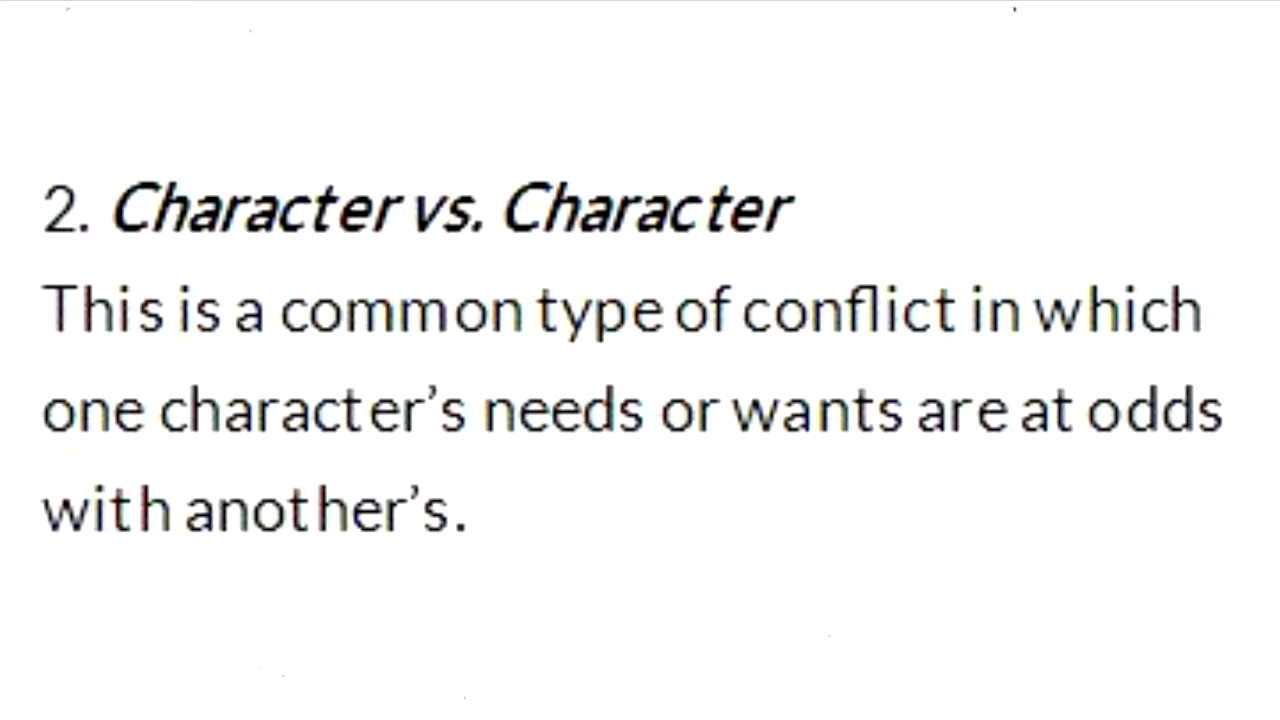 2. Character vs. Character
This is a common type of conflict in which
one character’s needs or wants are at odds
with another’s.